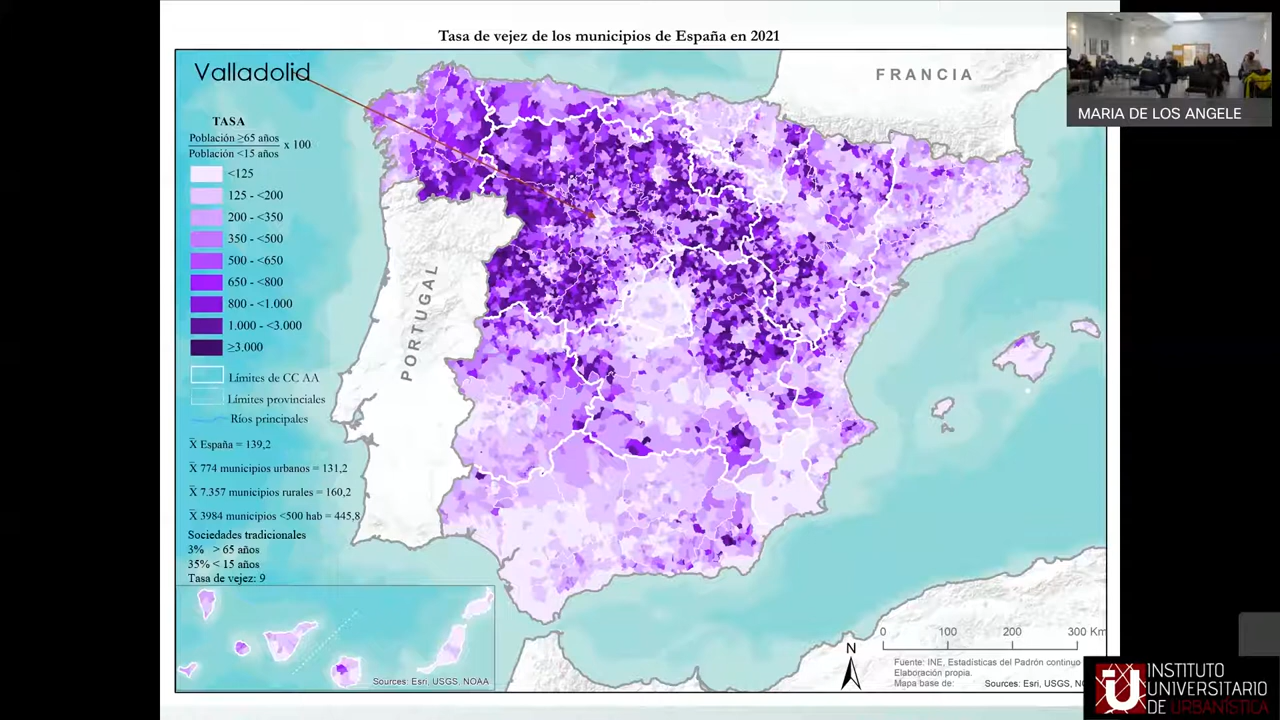 Tasa de vejez de los municipios de España en 2021
Valladolid
FRANCIA
MARIA DE LOS ANGELE
TASA
Población ≥65 años
Población <15 años
x 100
<125
125 - <200
200 - <350
350 - <500
500 - <650
650 - <800
800 - <1.000
1.000 - <3.000
≥3.000
Límites de CC AA
Límites provinciales
Ríos principales
PORTUGAL
X̅ España = 139,2
X̅ 774 municipios urbanos = 131,2
X̅ 7.357 municipios rurales = 160,2
X̅ 3984 municipios <500 hab = 445,8
Sociedades tradicionales
3% > 65 años
35% < 15 años
Tasa de vejez: 9
Sources: Esri, USGS, NOAA
N
0 100 200 300 Km
Fuente: INE, Estadísticas del Padrón continuo
Elaboración propia.
Mapa base de: Sources: Esri, USGS, NO
IU
INSTITUTO
UNIVERSITARIO
DE URBANÍSTICA